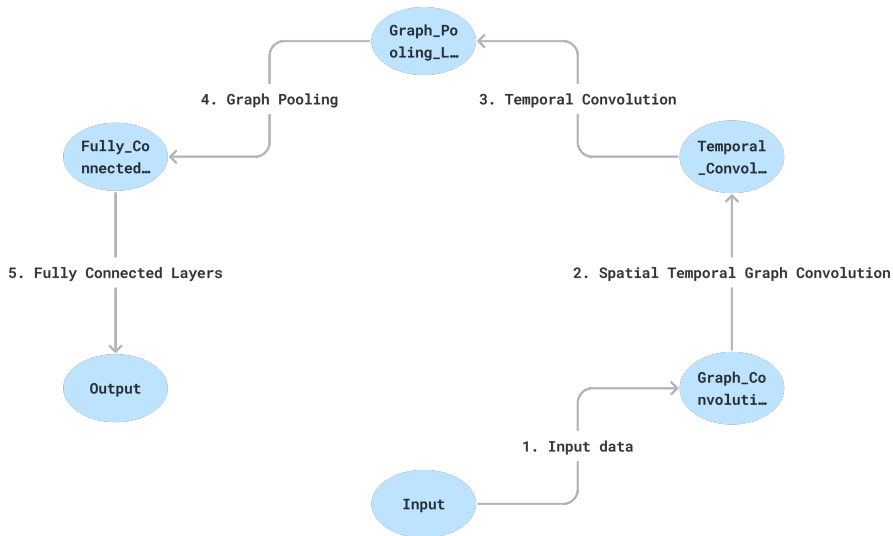 Graph_Po
oling_L…
4. Graph Pooling
3. Temporal Convolution
Fully_Co
nnected…
Temporal
_Convol…
5. Fully Connected Layers
2. Spatial Temporal Graph Convolution
Output
Graph_Co
nvoluti…
1. Input data
Input